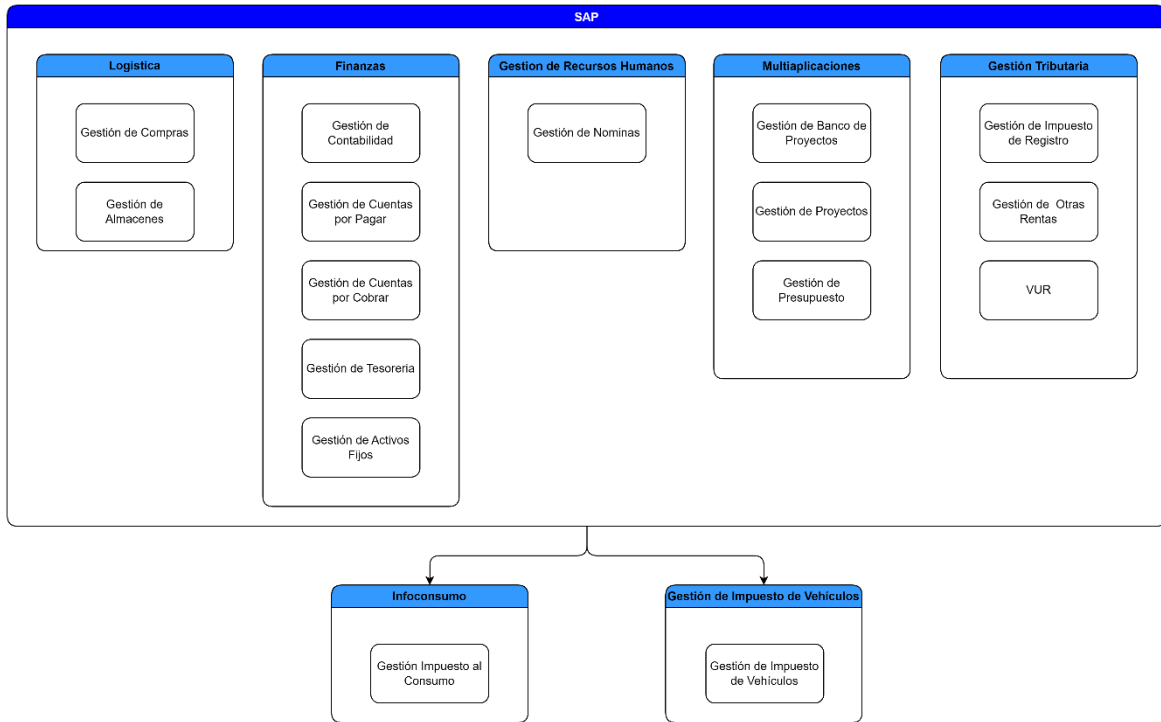 SAP
Logística
Gestión de Compras
Gestión de
Almacenes
Finanzas
Gestión de
Contabilidad
Gestión de Cuentas
por Pagar
Gestión de Cuentas
por Cobrar
Gestión de Tesoreria
Gestión de Activos
Fijos
Gestion de Recursos Humanos
Gestión de Nominas
Multiaplicaciones
Gestión de Banco de
Proyectos
Gestión de Proyectos
Gestión de
Presupuesto
Gestión Tributaria
Gestión de Impuesto
de Registro
Gestión de Otras
Rentas
VUR
Infoconsumo
Gestión Impuesto al
Consumo
Gestión de Impuesto de Vehículos
Gestión de Impuesto
de Vehículos